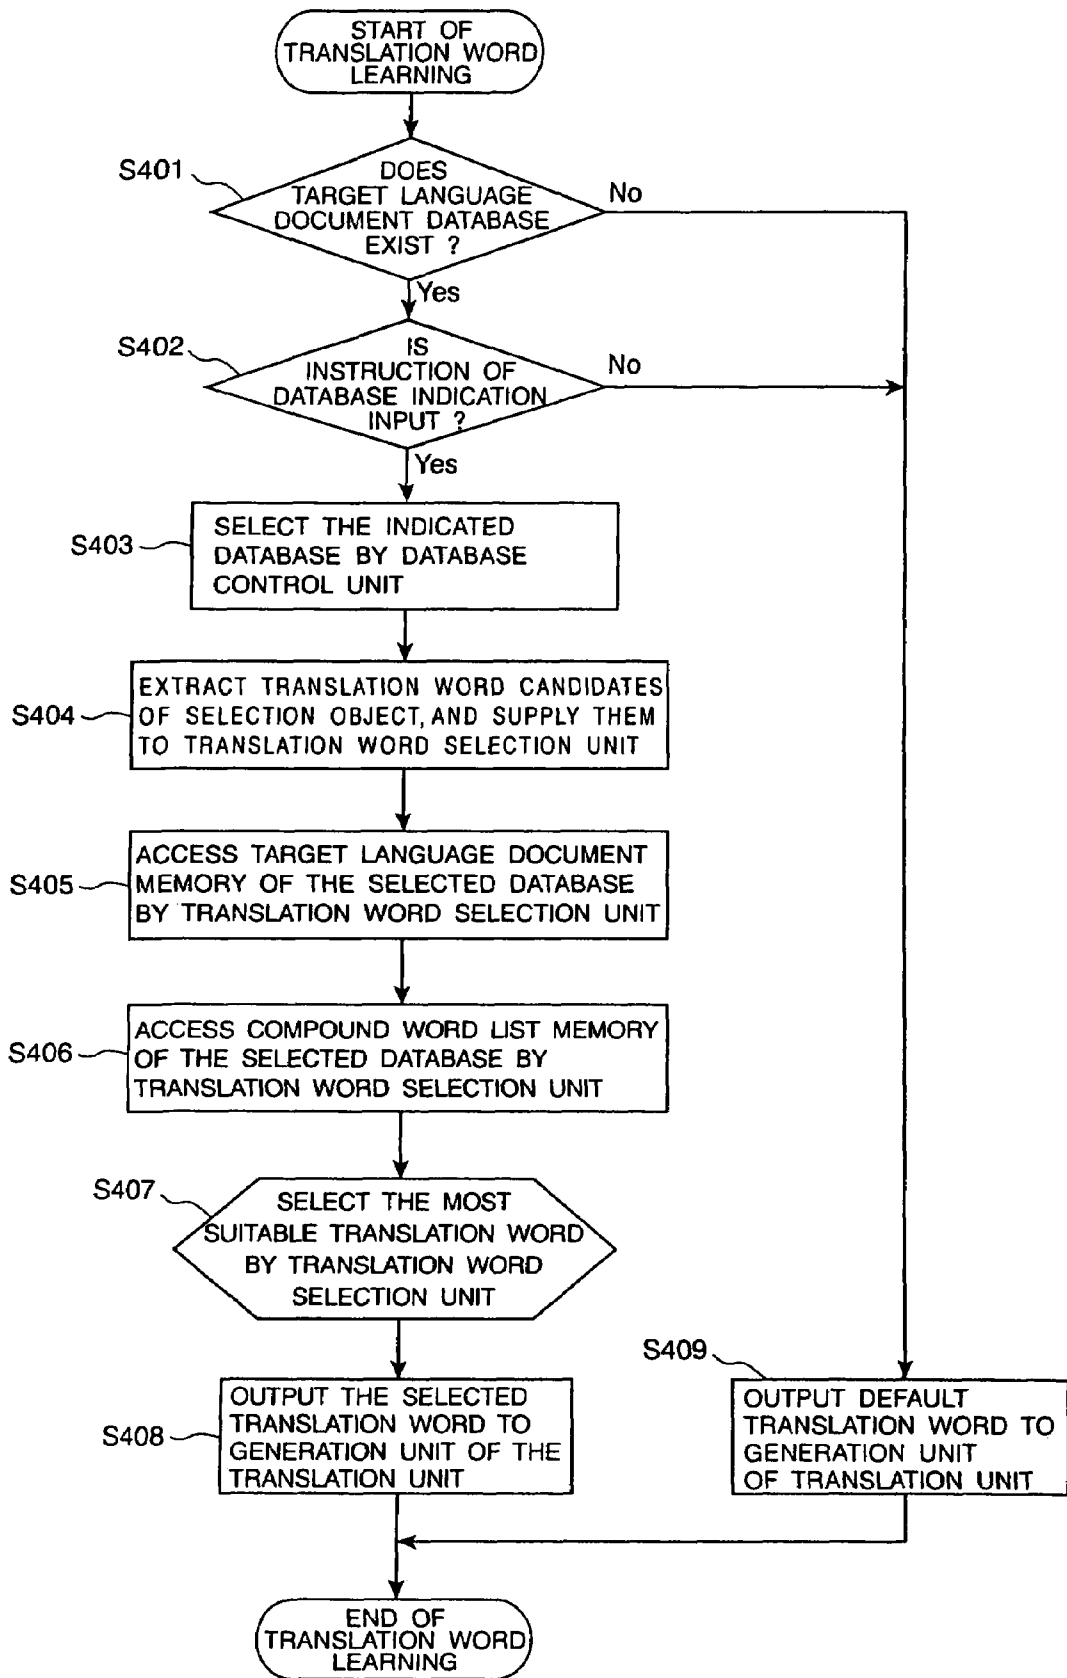 START OF
TRANSLATION WORD
LEARNING
S401
DOES
TARGET LANGUAGE
DOCUMENT DATABASE
EXIST ?
No
Yes
S402
IS
INSTRUCTION OF
DATABASE INDICATION
INPUT ?
No
Yes
S403
SELECT THE INDICATED
DATABASE BY DATABASE
CONTROL UNIT
S404
EXTRACT TRANSLATION WORD CANDIDATES
OF SELECTION OBJECT, AND SUPPLY THEM
TO TRANSLATION WORD SELECTION UNIT
S405
ACCESS TARGET LANGUAGE DOCUMENT
MEMORY OF THE SELECTED DATABASE
BY TRANSLATION WORD SELECTION UNIT
S406
ACCESS COMPOUND WORD LIST MEMORY
OF THE SELECTED DATABASE BY
TRANSLATION WORD SELECTION UNIT
S407
SELECT THE MOST
SUITABLE TRANSLATION WORD
BY TRANSLATION WORD
SELECTION UNIT
S408
OUTPUT THE SELECTED
TRANSLATION WORD TO
GENERATION UNIT OF THE
TRANSLATION UNIT
S409
OUTPUT DEFAULT
TRANSLATION WORD TO
GENERATION UNIT
OF TRANSLATION UNIT
END OF
TRANSLATION WORD
LEARNING